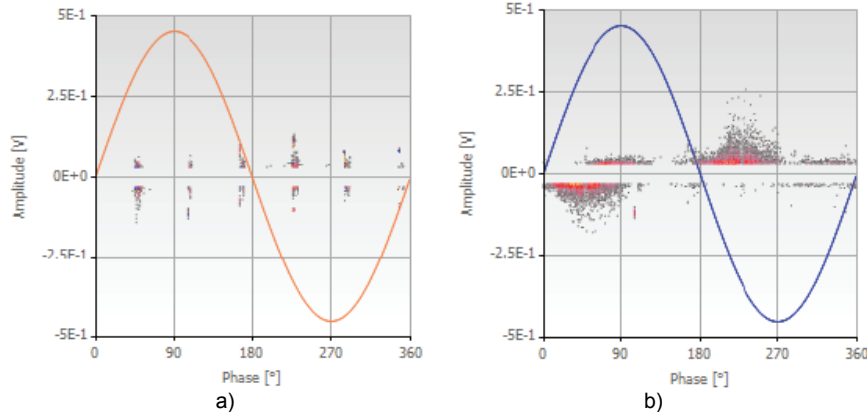 5E-1
2.5E-1
0E+0
-2.5E-1
-5E-1
Amplitude [V]
0 90 180 270 360
Phase [°]
a)
5E-1
2.5E-1
0E+0
-2.5E-1
-5E-1
Amplitude [V]
0 90 180 270 360
Phase [°]
b)